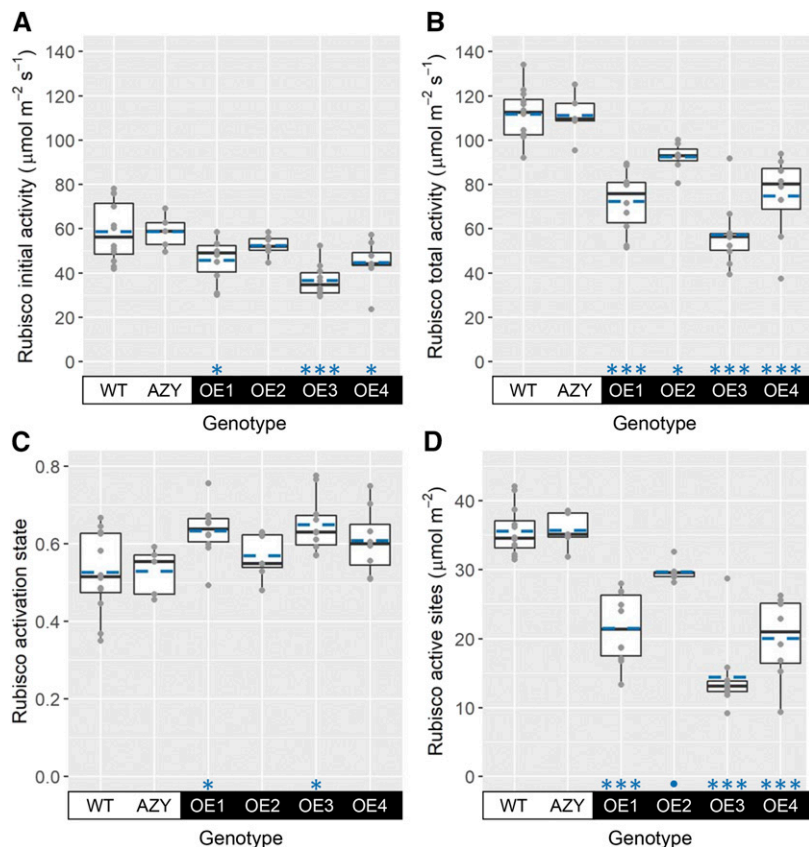 A
B
Rubisco initial activity (μmol m⁻² s⁻¹)
140
120
100
80
60
40
20
0
* *** *
WT AZY OE1 OE2 OE3 OE4
Genotype
Rubisco total activity (μmol m⁻² s⁻¹)
140
120
100
80
60
40
20
0
*** * *** ***
WT AZY OE1 OE2 OE3 OE4
Genotype
C
D
Rubisco activation state
0.8
0.6
0.4
0.2
0.0
* *
WT AZY OE1 OE2 OE3 OE4
Genotype
Rubisco active sites (μmol m⁻²)
40
30
20
10
0
*** • *** ***
WT AZY OE1 OE2 OE3 OE4
Genotype